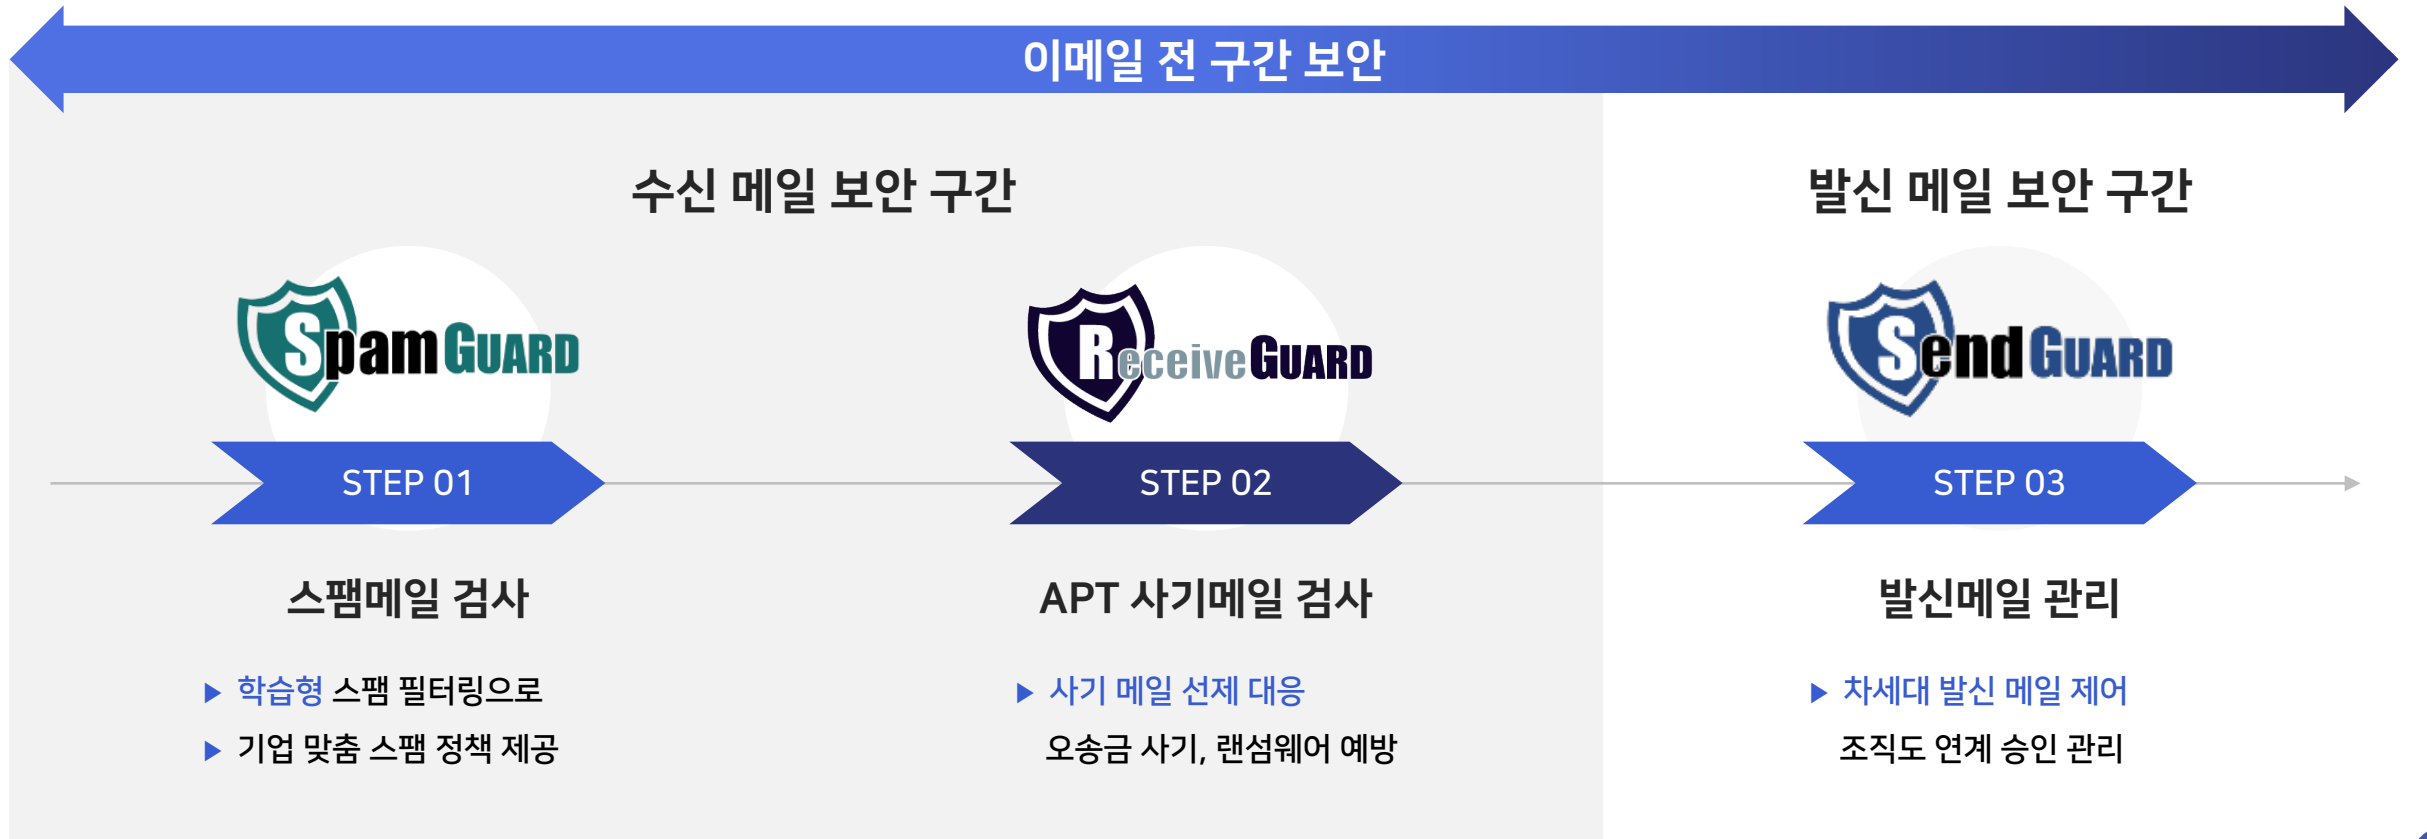 이메일 전 구간 보안
수신 메일 보안 구간
발신 메일 보안 구간
SpamGUARD
ReceiveGUARD
SendGUARD
STEP 01
STEP 02
STEP 03
스팸메일 검사
▶ 학습형 스팸 필터링으로
▶ 기업 맞춤 스팸 정책 제공
APT 사기메일 검사
▶ 사기 메일 선제 대응
오송금 사기, 랜섬웨어 예방
발신메일 관리
▶ 차세대 발신 메일 제어
조직도 연계 승인 관리